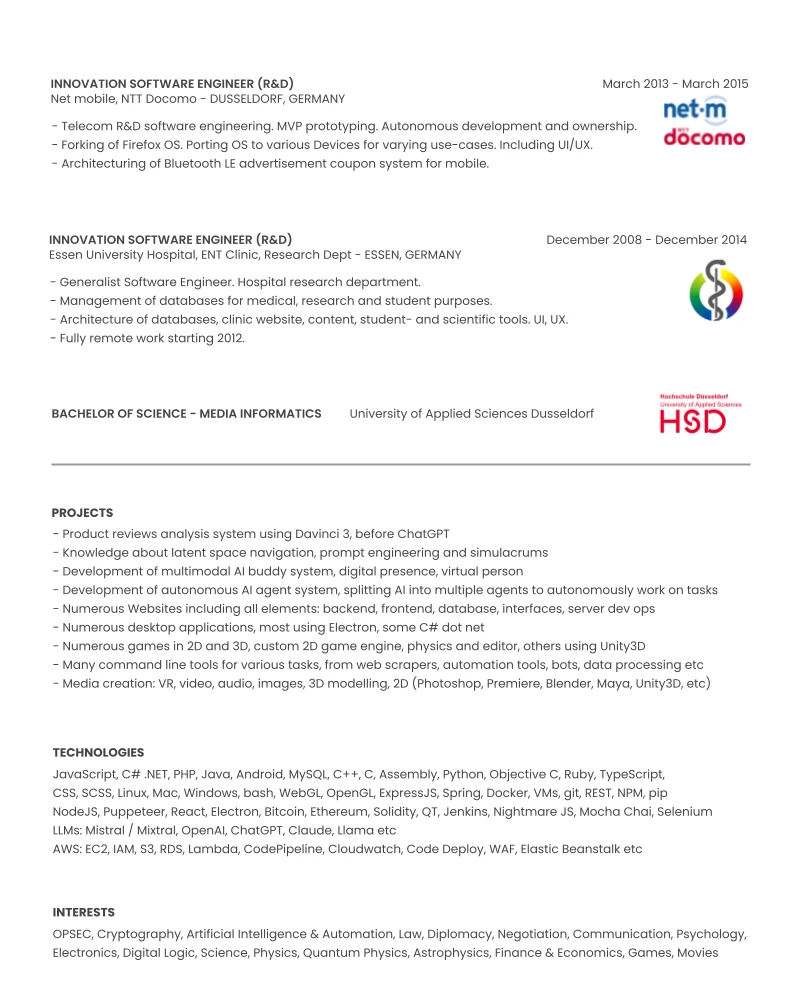 INNOVATION SOFTWARE ENGINEER (R&D) March 2013 - March 2015
Net mobile, NTT Docomo - DUSSELDORF, GERMANY
net-m
NTT
döcomo
- Telecom R&D software engineering. MVP prototyping. Autonomous development and ownership.
- Forking of Firefox OS. Porting OS to various Devices for varying use-cases. Including UI/UX.
- Architecturing of Bluetooth LE advertisement coupon system for mobile.
INNOVATION SOFTWARE ENGINEER (R&D) December 2008 - December 2014
Essen University Hospital, ENT Clinic, Research Dept - ESSEN, GERMANY
- Generalist Software Engineer. Hospital research department.
- Management of databases for medical, research and student purposes.
- Architecture of databases, clinic website, content, student- and scientific tools. UI, UX.
- Fully remote work starting 2012.
BACHELOR OF SCIENCE - MEDIA INFORMATICS University of Applied Sciences Dusseldorf
Hochschule Düsseldorf
University of Applied Sciences
HSD
PROJECTS
- Product reviews analysis system using Davinci 3, before ChatGPT
- Knowledge about latent space navigation, prompt engineering and simulacrums
- Development of multimodal AI buddy system, digital presence, virtual person
- Development of autonomous AI agent system, splitting AI into multiple agents to autonomously work on tasks
- Numerous Websites including all elements: backend, frontend, database, interfaces, server dev ops
- Numerous desktop applications, most using Electron, some C# dot net
- Numerous games in 2D and 3D, custom 2D game engine, physics and editor, others using Unity3D
- Many command line tools for various tasks, from web scrapers, automation tools, bots, data processing etc
- Media creation: VR, video, audio, images, 3D modelling, 2D (Photoshop, Premiere, Blender, Maya, Unity3D, etc)
TECHNOLOGIES
JavaScript, C# .NET, PHP, Java, Android, MySQL, C++, C, Assembly, Python, Objective C, Ruby, TypeScript,
CSS, SCSS, Linux, Mac, Windows, bash, WebGL, OpenGL, ExpressJS, Spring, Docker, VMs, git, REST, NPM, pip
NodeJS, Puppeteer, React, Electron, Bitcoin, Ethereum, Solidity, QT, Jenkins, Nightmare JS, Mocha Chai, Selenium
LLMs: Mistral / Mixtral, OpenAI, ChatGPT, Claude, Llama etc
AWS: EC2, IAM, S3, RDS, Lambda, CodePipeline, Cloudwatch, Code Deploy, WAF, Elastic Beanstalk etc
INTERESTS
OPSEC, Cryptography, Artificial Intelligence & Automation, Law, Diplomacy, Negotiation, Communication, Psychology,
Electronics, Digital Logic, Science, Physics, Quantum Physics, Astrophysics, Finance & Economics, Games, Movies